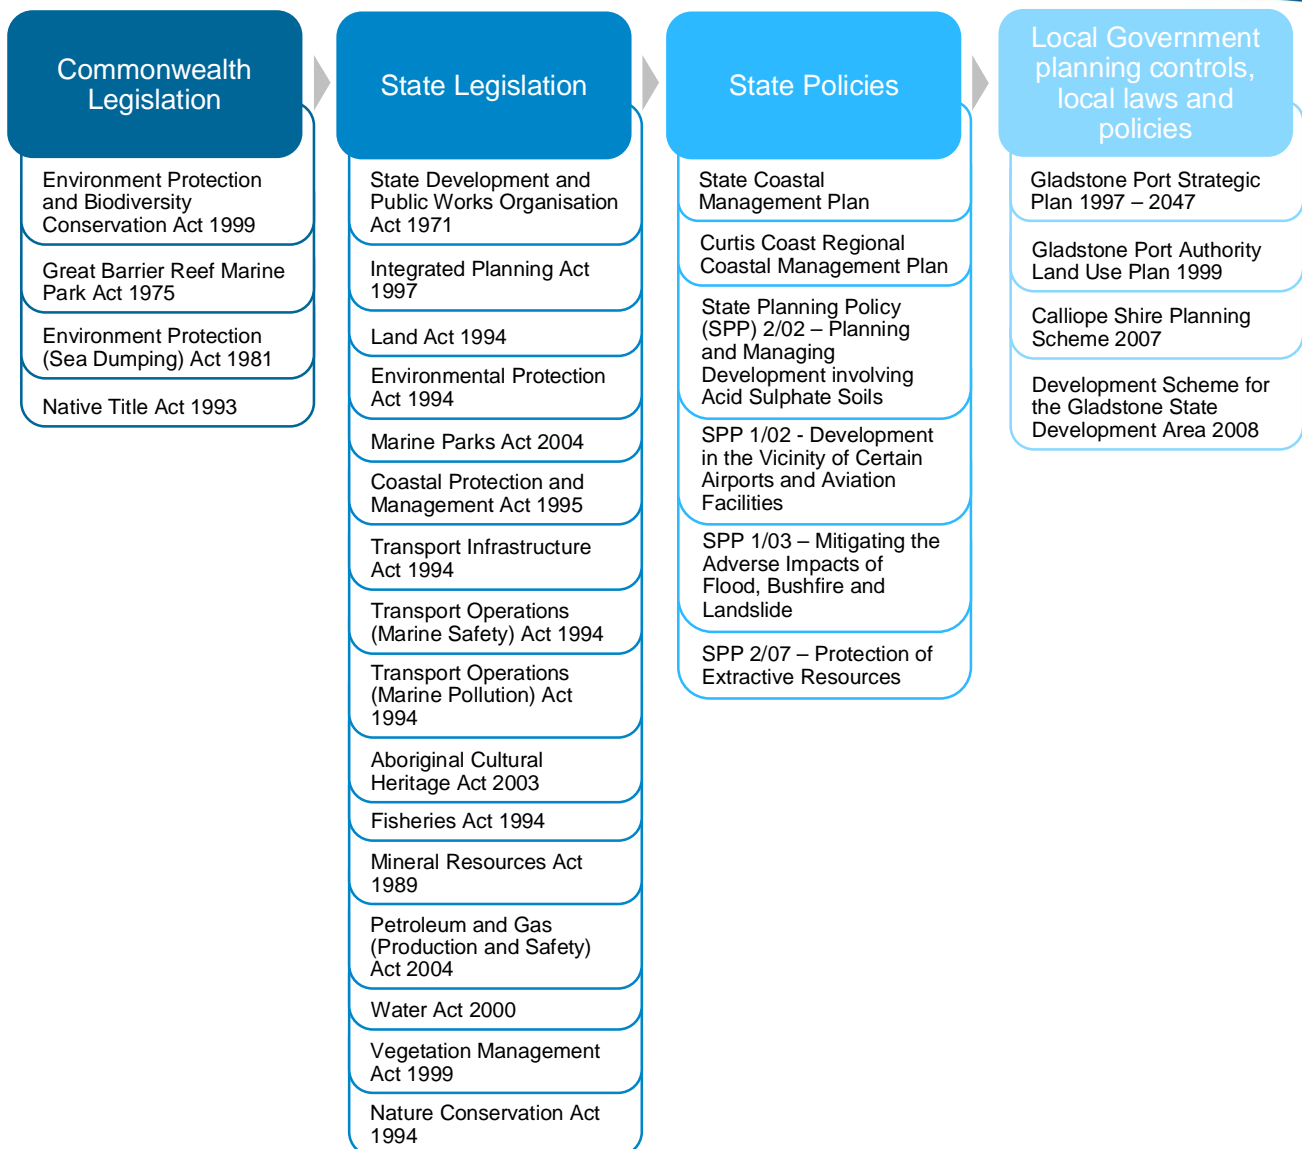 Commonwealth
Legislation
Environment Protection
and Biodiversity
Conservation Act 1999
Great Barrier Reef Marine
Park Act 1975
Environment Protection
(Sea Dumping) Act 1981
Native Title Act 1993
State Legislation
State Development and
Public Works Organisation
Act 1971
Integrated Planning Act
1997
Land Act 1994
Environmental Protection
Act 1994
Marine Parks Act 2004
Coastal Protection and
Management Act 1995
Transport Infrastructure
Act 1994
Transport Operations
(Marine Safety) Act 1994
Transport Operations
(Marine Pollution) Act
1994
Aboriginal Cultural
Heritage Act 2003
Fisheries Act 1994
Mineral Resources Act
1989
Petroleum and Gas
(Production and Safety)
Act 2004
Water Act 2000
Vegetation Management
Act 1999
Nature Conservation Act
1994
State Policies
State Coastal
Management Plan
Curtis Coast Regional
Coastal Management Plan
State Planning Policy
(SPP) 2/02 – Planning
and Managing
Development involving
Acid Sulphate Soils
SPP 1/02 - Development
in the Vicinity of Certain
Airports and Aviation
Facilities
SPP 1/03 – Mitigating the
Adverse Impacts of
Flood, Bushfire and
Landslide
SPP 2/07 – Protection of
Extractive Resources
Local Government
planning controls,
local laws and
policies
Gladstone Port Strategic
Plan 1997 – 2047
Gladstone Port Authority
Land Use Plan 1999
Calliope Shire Planning
Scheme 2007
Development Scheme for
the Gladstone State
Development Area 2008